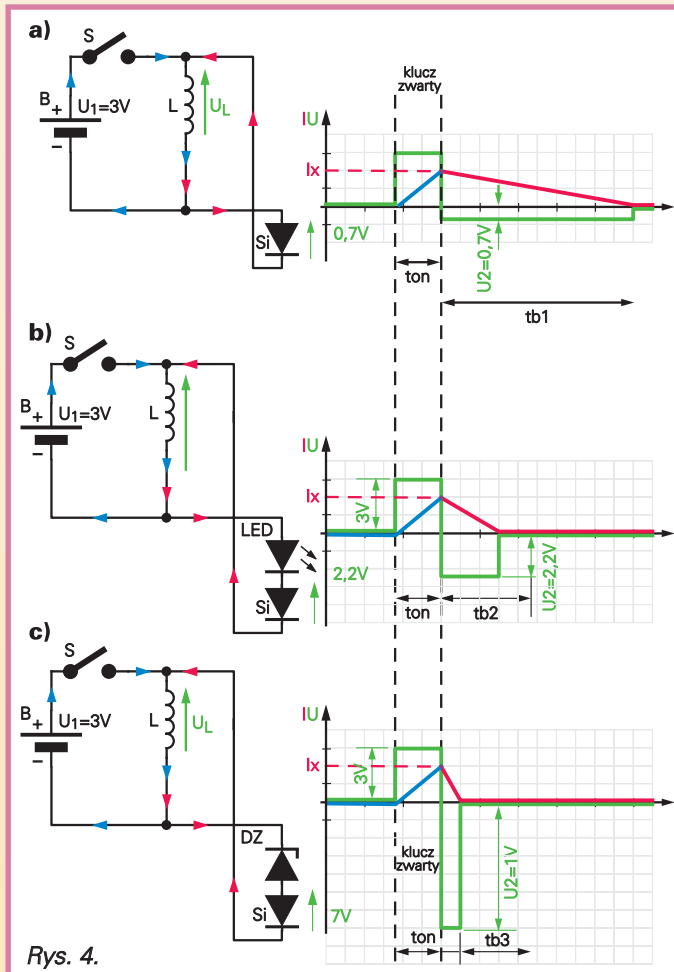 a)
S
B
+
U1=3V
−
L
UL
Si
0,7V
klucz
zwarty
IU
Ix
ton
U2=0,7V
tb1
b)
S
B
+
U1=3V
−
L
LED
Si
2,2V
IU
Ix
3V
ton
tb2
U2=2,2V
c)
S
B
+
U1=3V
−
L
UL
DZ
Si
7V
IU
Ix
3V
klucz
zwarty
U2=1V
ton
tb3
Rys. 4.